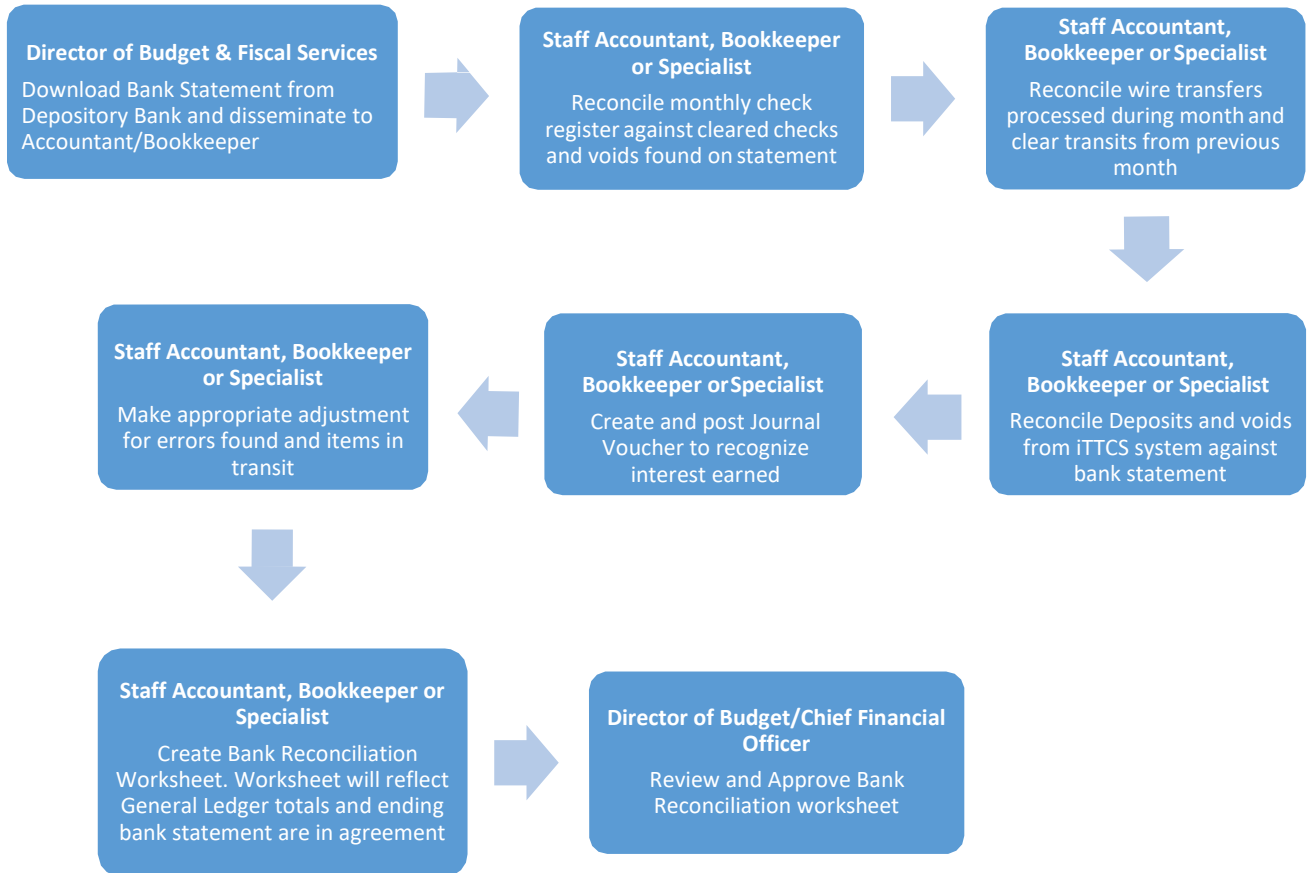 Director of Budget & Fiscal Services
Download Bank Statement from
Depository Bank and disseminate to
Accountant/Bookkeeper
Staff Accountant, Bookkeeper
or Specialist
Reconcile monthly check
register against cleared checks
and voids found on statement
Staff Accountant,
Bookkeeper or Specialist
Reconcile wire transfers
processed during month and
clear transits from previous
month
Staff Accountant,
Bookkeeper or Specialist
Reconcile Deposits and voids
from iTTCS system against
bank statement
Staff Accountant,
Bookkeeper or Specialist
Create and post Journal
Voucher to recognize
interest earned
Staff Accountant, Bookkeeper
or Specialist
Make appropriate adjustment
for errors found and items in
transit
Staff Accountant, Bookkeeper or
Specialist
Create Bank Reconciliation
Worksheet. Worksheet will reflect
General Ledger totals and ending
bank statement are in agreement
Director of Budget/Chief Financial
Officer
Review and Approve Bank
Reconciliation worksheet